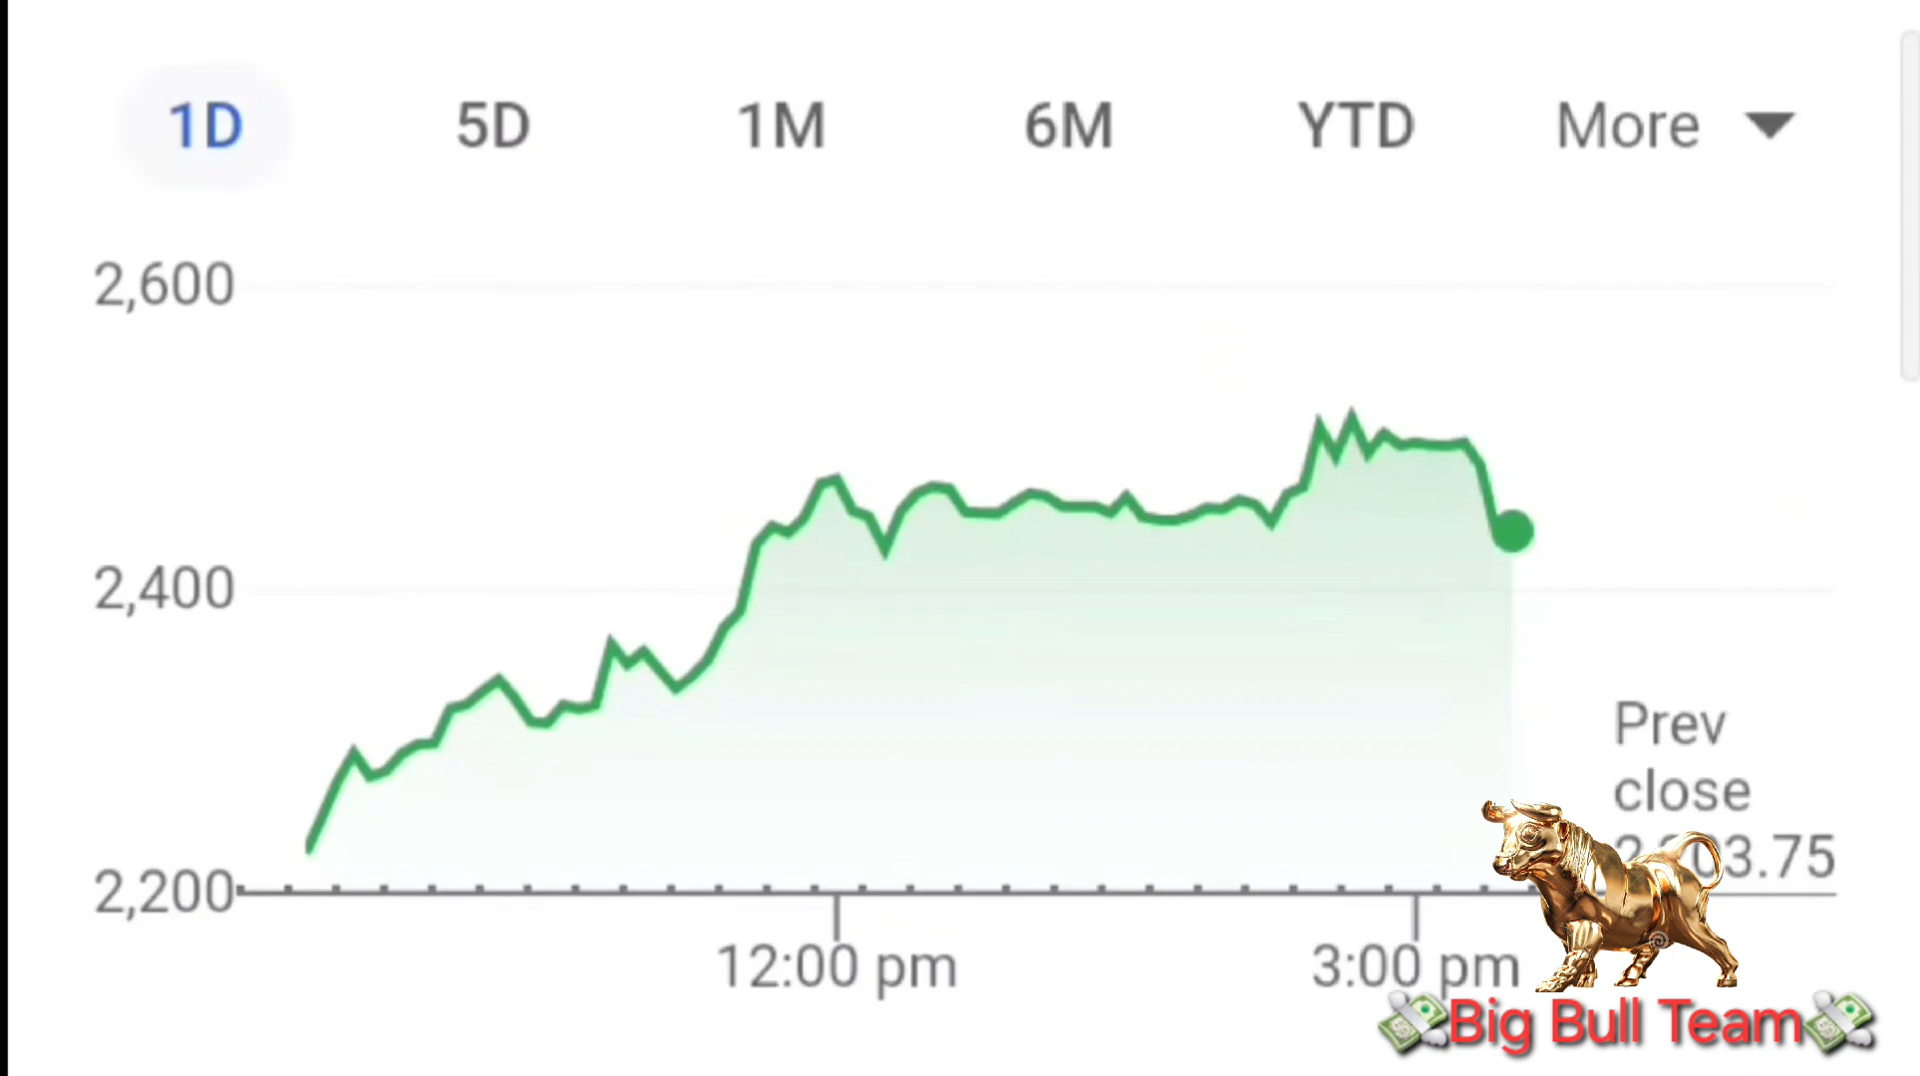 1D 5D 1M 6M YTD More
2,600
2,400
Prev
close
2,200
12:00 pm 3:00 pm
Big Bull Team